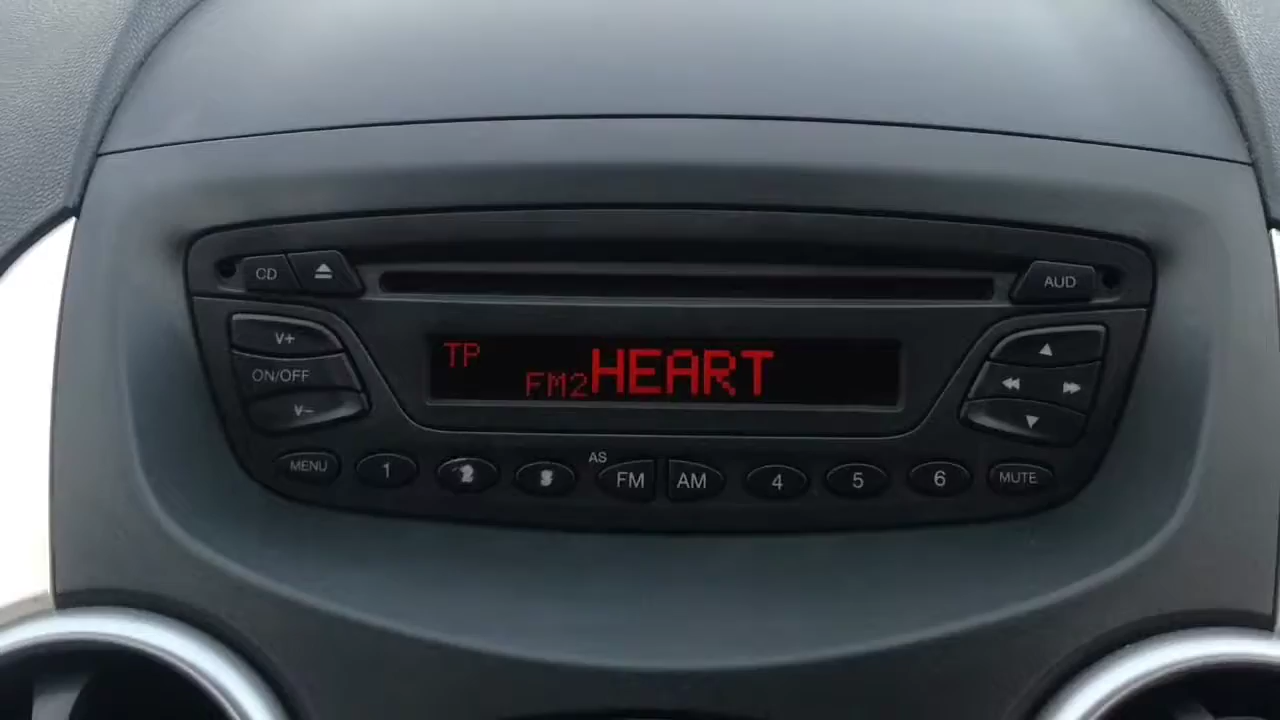 CD
AUD
V+
ON/OFF
V-
TP
FM2 HEART
AS
MENU 1 2 3 FM AM 4 5 6 MUTE